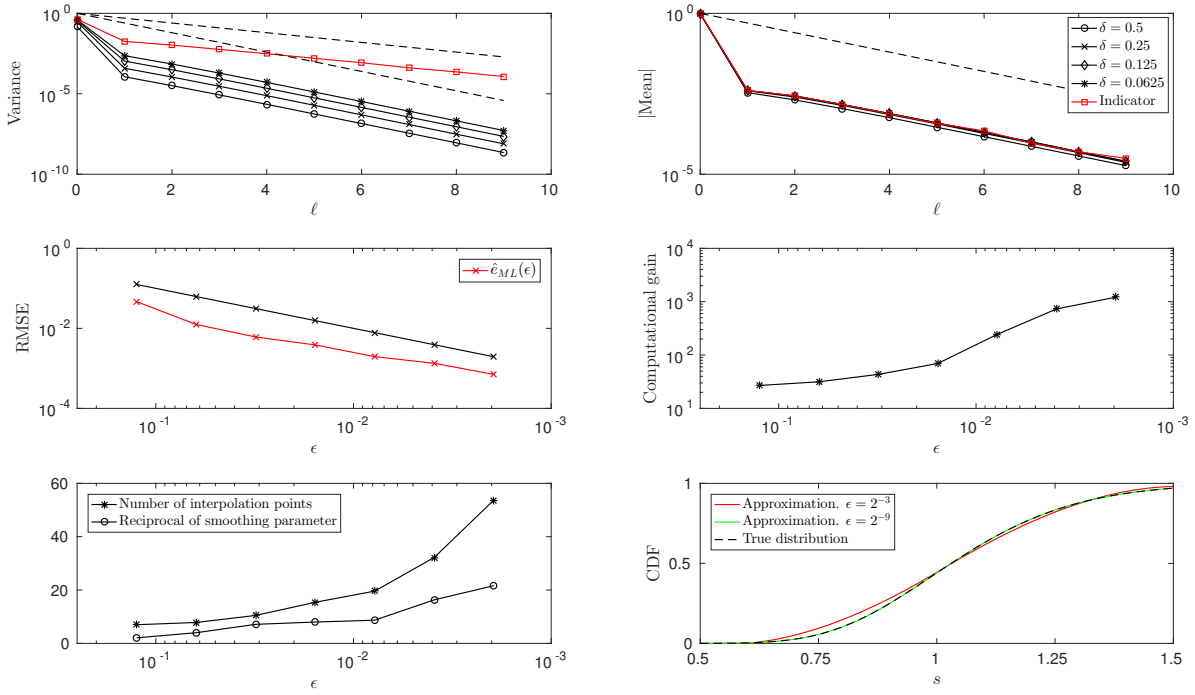 10^0
10^-5
10^-10
Variance
0 2 4 6 8 10
ℓ
10^0
10^-5
|Mean|
0 2 4 6 8 10
ℓ
δ = 0.5
δ = 0.25
δ = 0.125
δ = 0.0625
Indicator
10^0
10^-2
10^-4
RMSE
10^-1 10^-2 10^-3
ϵ
ê_ML(ϵ)
10^4
10^3
10^2
10^1
Computational gain
10^-1 10^-2 10^-3
ϵ
60
40
20
0
10^-1 10^-2 10^-3
ϵ
Number of interpolation points
Reciprocal of smoothing parameter
1
0.5
0
CDF
0.5 0.75 1 1.25 1.5
s
Approximation. ϵ = 2^-3
Approximation. ϵ = 2^-9
True distribution